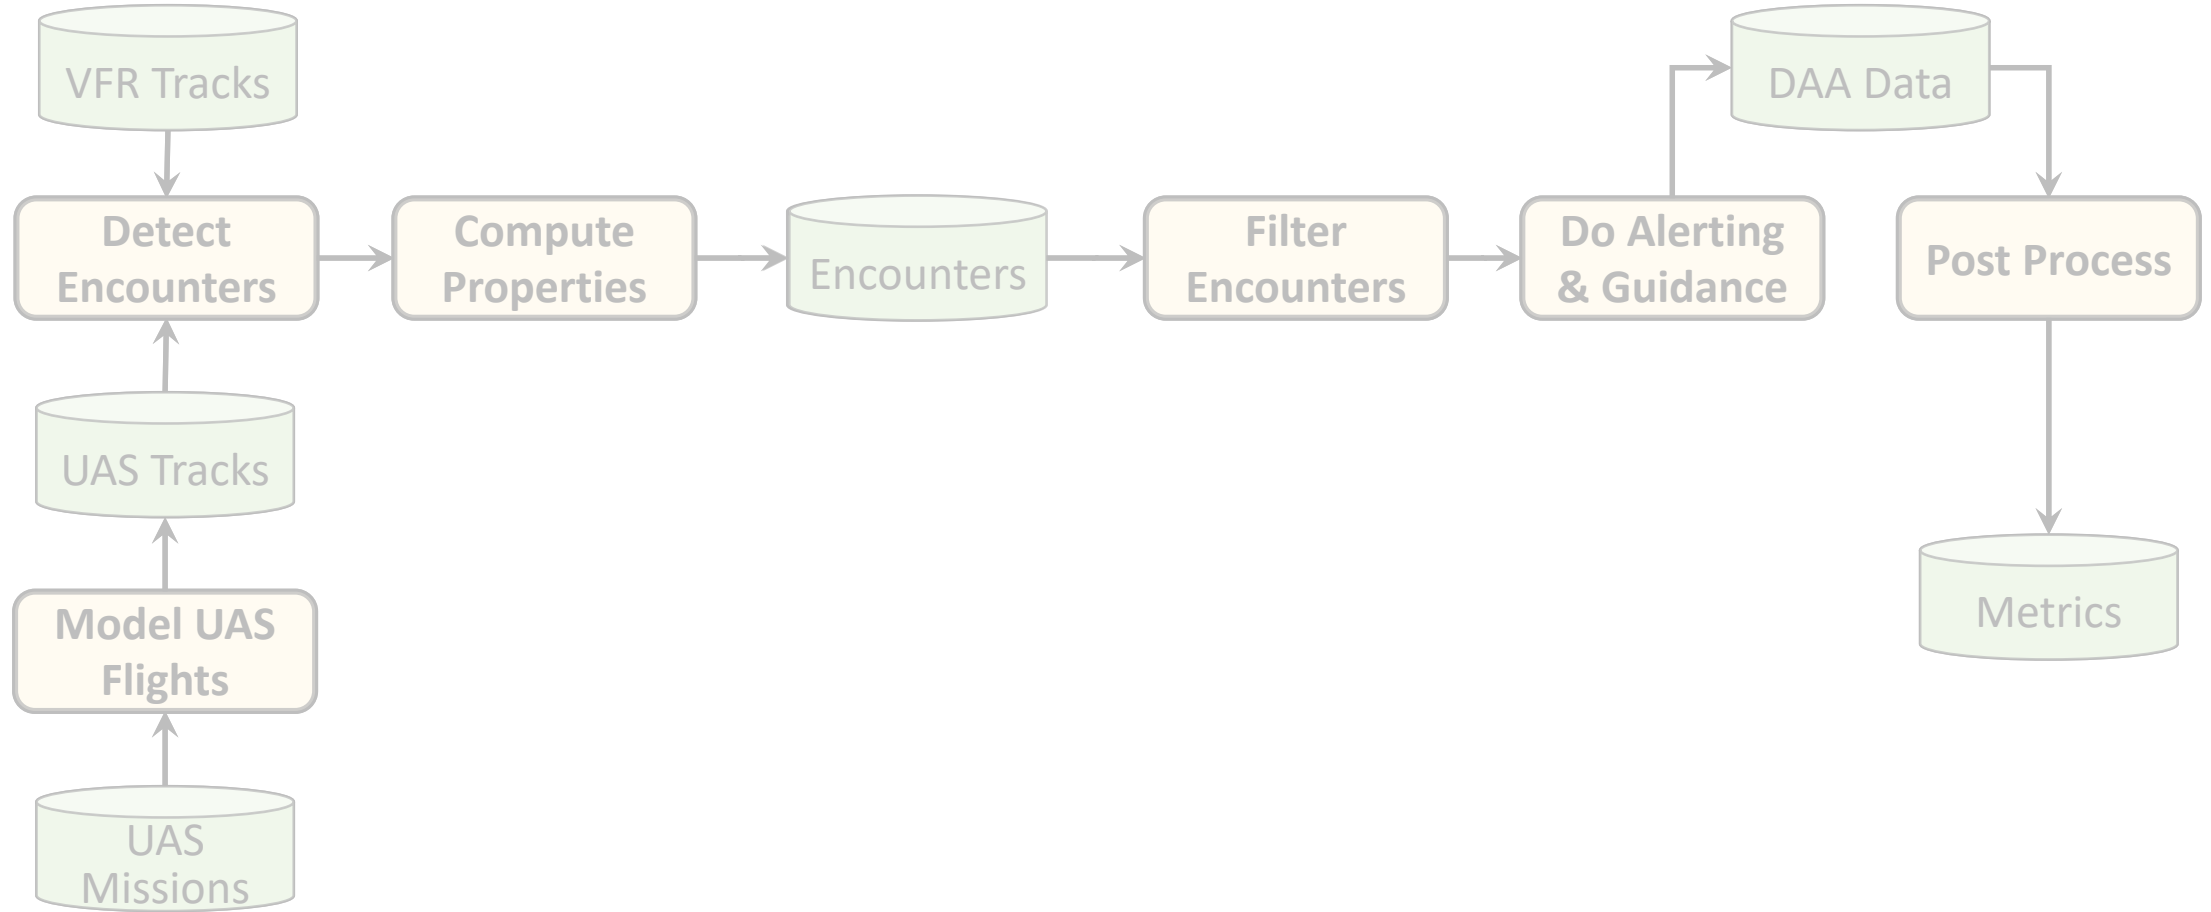 VFR Tracks
DAA Data
Detect
Encounters
Compute
Properties
Encounters
Filter
Encounters
Do Alerting
& Guidance
Post Process
UAS Tracks
Model UAS
Flights
Metrics
UAS
Missions